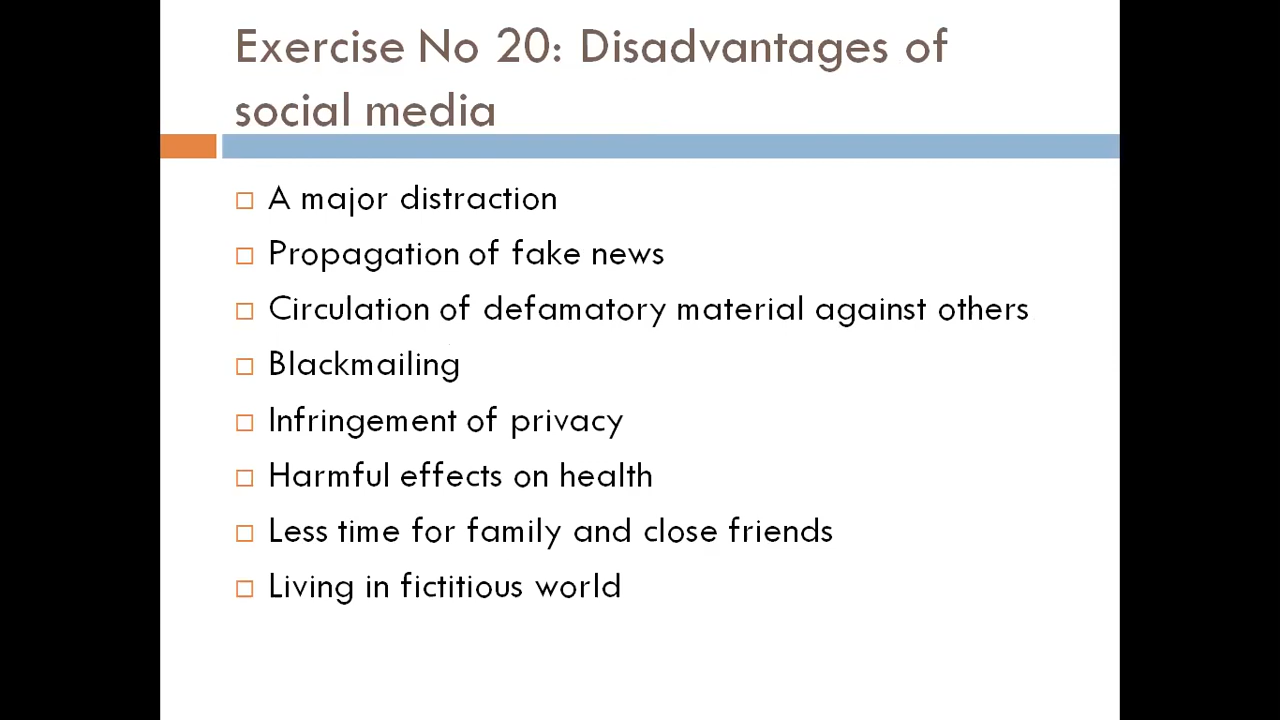 Exercise No 20: Disadvantages of
social media
A major distraction
Propagation of fake news
Circulation of defamatory material against others
Blackmailing
Infringement of privacy
Harmful effects on health
Less time for family and close friends
Living in fictitious world